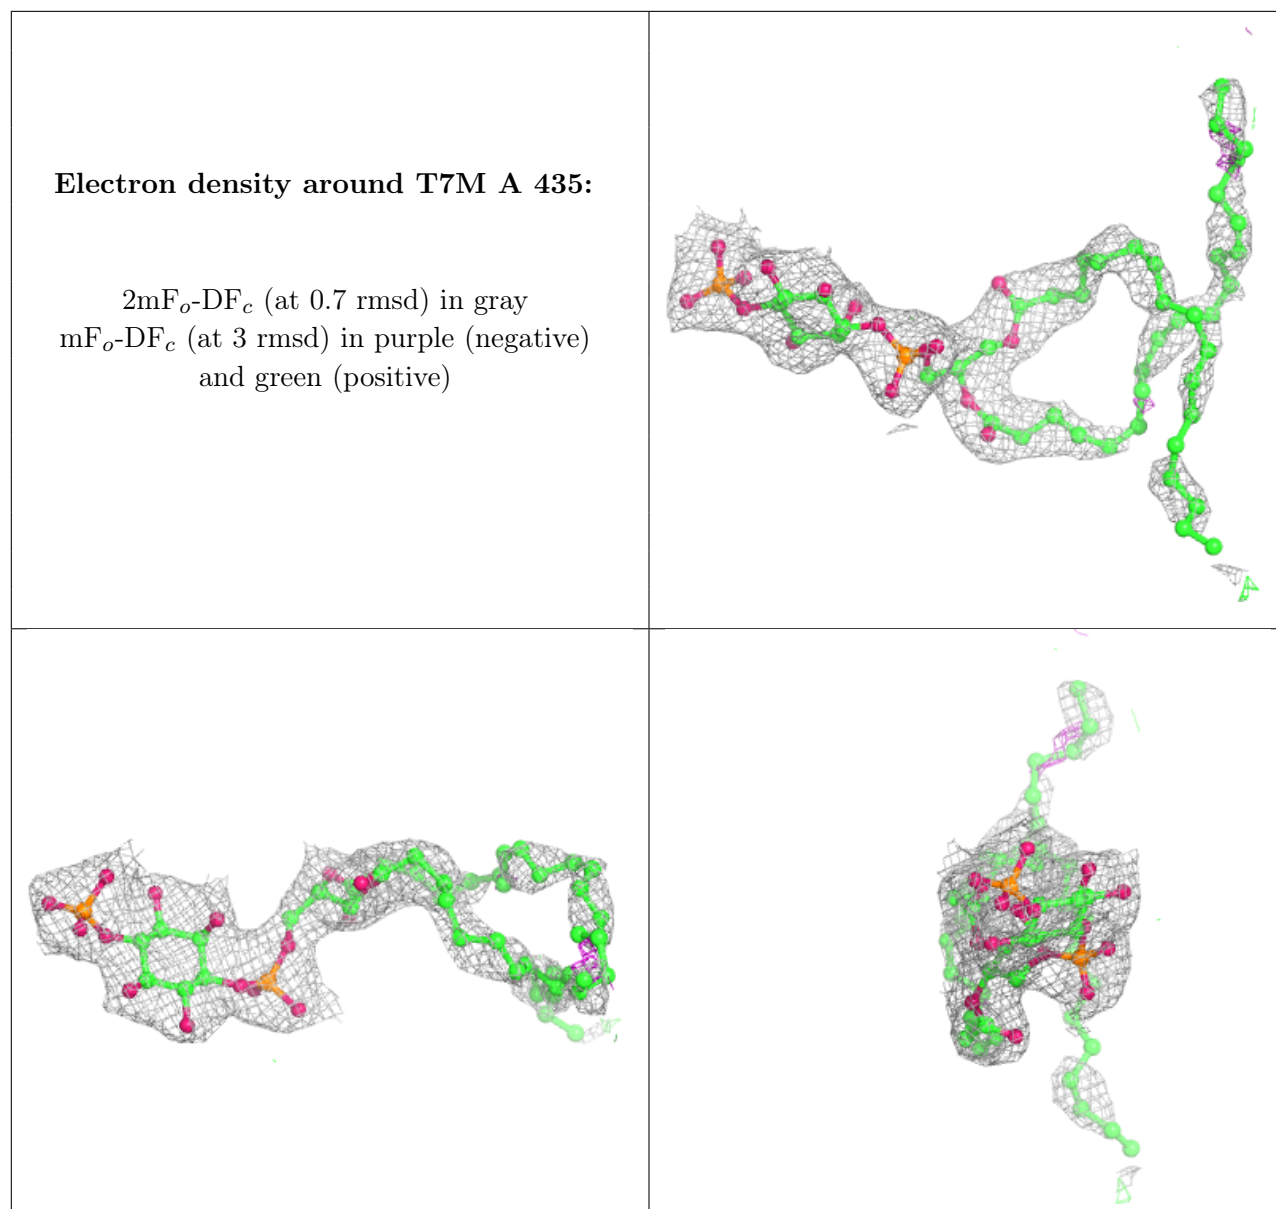 Electron density around T7M A 435:
2mFₒ-DF𝒸 (at 0.7 rmsd) in gray
mFₒ-DF𝒸 (at 3 rmsd) in purple (negative)
and green (positive)